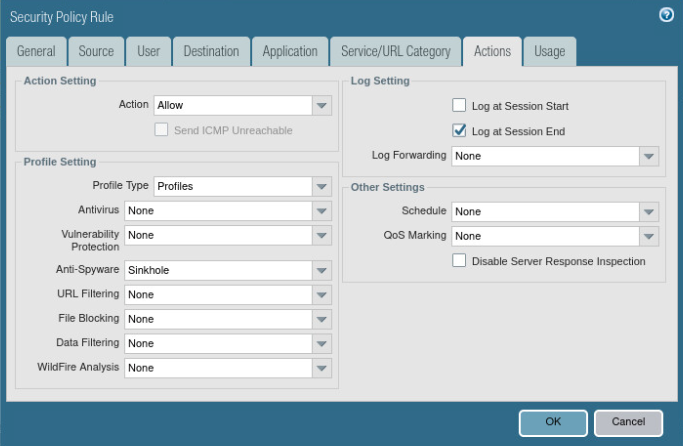 Security Policy Rule
General
Source
User
Destination
Application
Service/URL Category
Actions
Usage
Action Setting
Action
Allow
Send ICMP Unreachable
Profile Setting
Profile Type
Profiles
Antivirus
None
Vulnerability
Protection
None
Anti-Spyware
Sinkhole
URL Filtering
None
File Blocking
None
Data Filtering
None
WildFire Analysis
None
Log Setting
Log at Session Start
Log at Session End
Log Forwarding
None
Other Settings
Schedule
None
QoS Marking
None
Disable Server Response Inspection
OK
Cancel